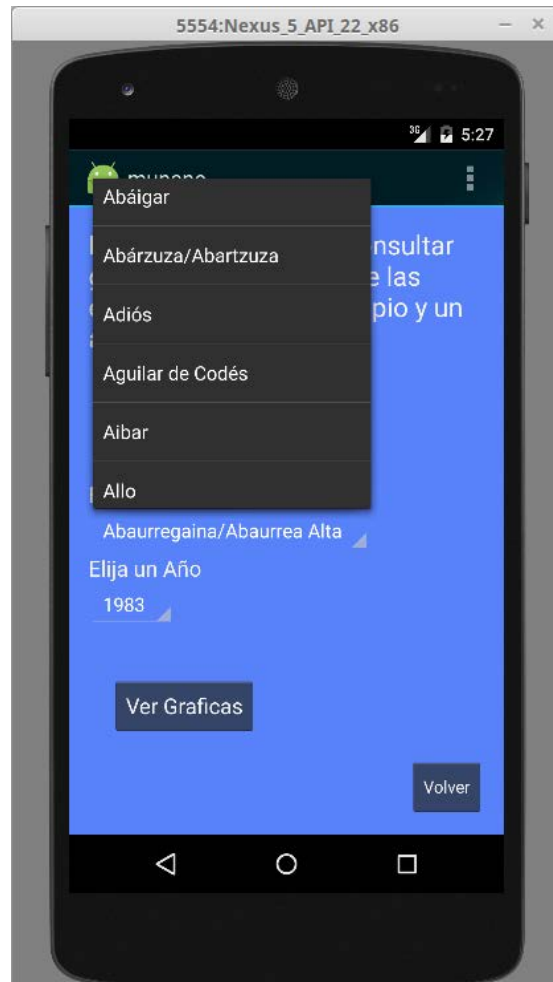 5554:Nexus_5_API_22_x86
3G 5:27
Abáigar
Abárzuza/Abartzuza
nsultar
e las
Adiós
pio y un
Aguilar de Codés
Aibar
Allo
Abaurregaina/Abaurrea Alta
Elija un Año
1983
Ver Graficas
Volver